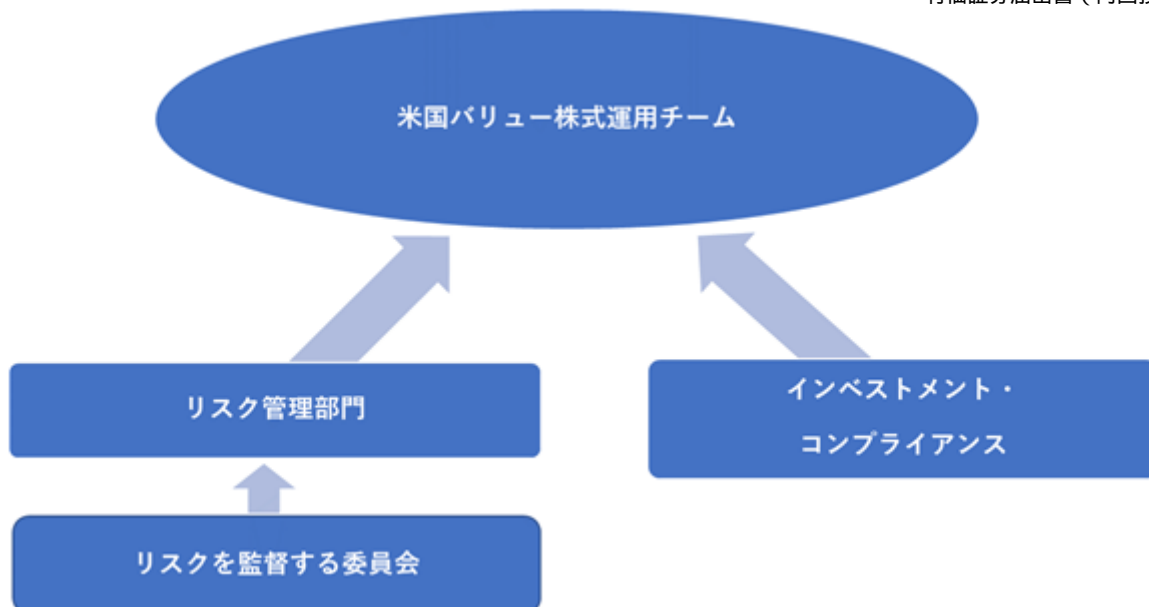 米国バリュー株式運用チーム
リスク管理部門
インベストメント・
コンプライアンス
リスクを監督する委員会